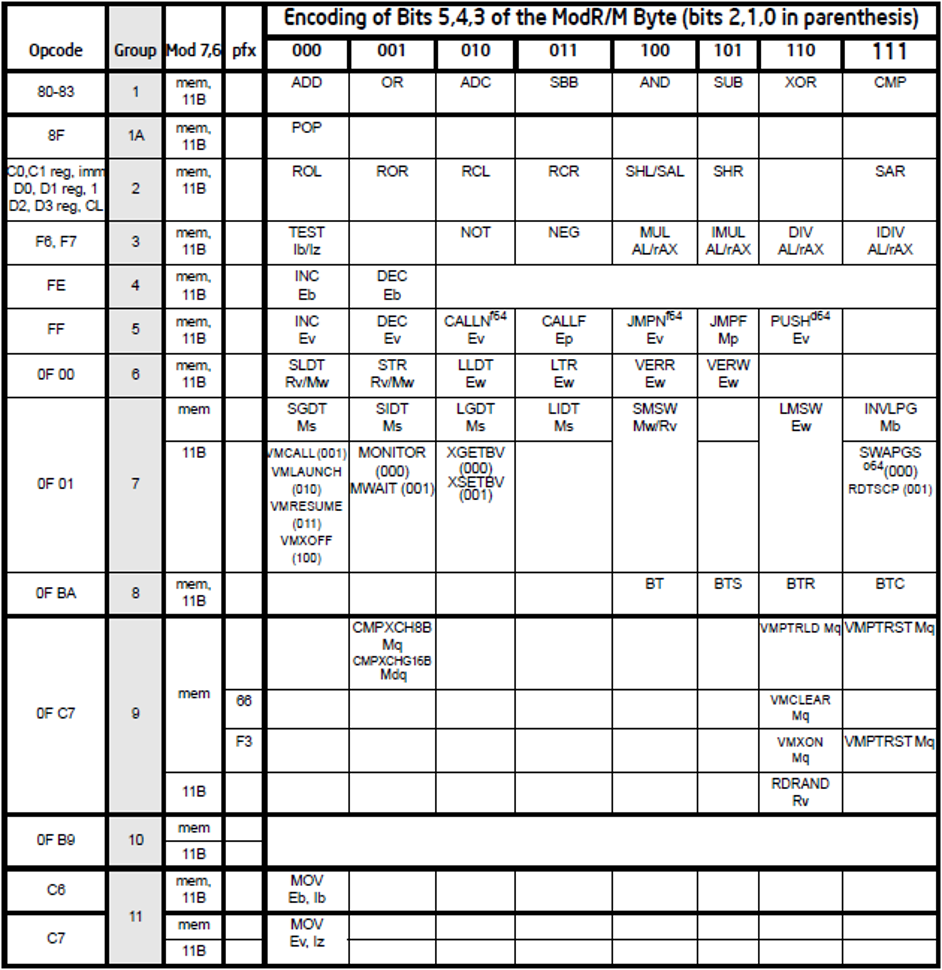 Encoding of Bits 5,4,3 of the ModR/M Byte (bits 2,1,0 in parenthesis)
Opcode Group Mod 7,6 pfx 000 001 010 011 100 101 110 111
80-83 1 mem, 11B ADD OR ADC SBB AND SUB XOR CMP
8F 1A mem, 11B POP
C0,C1 reg, imm
D0, D1 reg, 1
D2, D3 reg, CL
2 mem, 11B ROL ROR RCL RCR SHL/SAL SHR SAR
F6, F7 3 mem, 11B TEST NOT NEG MUL IMUL DIV IDIV
Ib/Iz AL/rAX AL/rAX AL/rAX AL/rAX
FE 4 mem, 11B INC DEC
Eb Eb
FF 5 mem, 11B INC DEC CALLNf64 CALLF JMPNf64 JMPF PUSHd64
Ev Ev Ev Ep Ev Mp Ev
0F 00 6 mem, 11B SLDT STR LLDT LTR VERR VERW
Rv/Mw Rv/Mw Ew Ew Ew Ew
0F 01 7 mem SGDT SIDT LGDT LIDT SMSW LMSW INVLPG
Ms Ms Ms Ms Mw/Rv Ew Mb
11B
VMCALL (001)
VMLAUNCH
(010)
VMRESUME
(011)
VMXOFF
(100)
MONITOR
(000)
MWAIT (001)
XGETBV
(000)
XSETBV
(001)
SWAPGS
o64(000)
RDTSCP (001)
0F BA 8 mem, 11B BT BTS BTR BTC
0F C7 9 mem
CMPXCH8B
Mq
CMPXCHG16B
Mdq
VMPTRLD Mq VMPTRST Mq
66 VMCLEAR
Mq
F3 VMXON VMPTRST Mq
Mq
11B RDRAND
Rv
0F B9 10 mem
11B
C6 11 mem, 11B MOV
Eb, Ib
C7 mem MOV
11B Ev, Iz